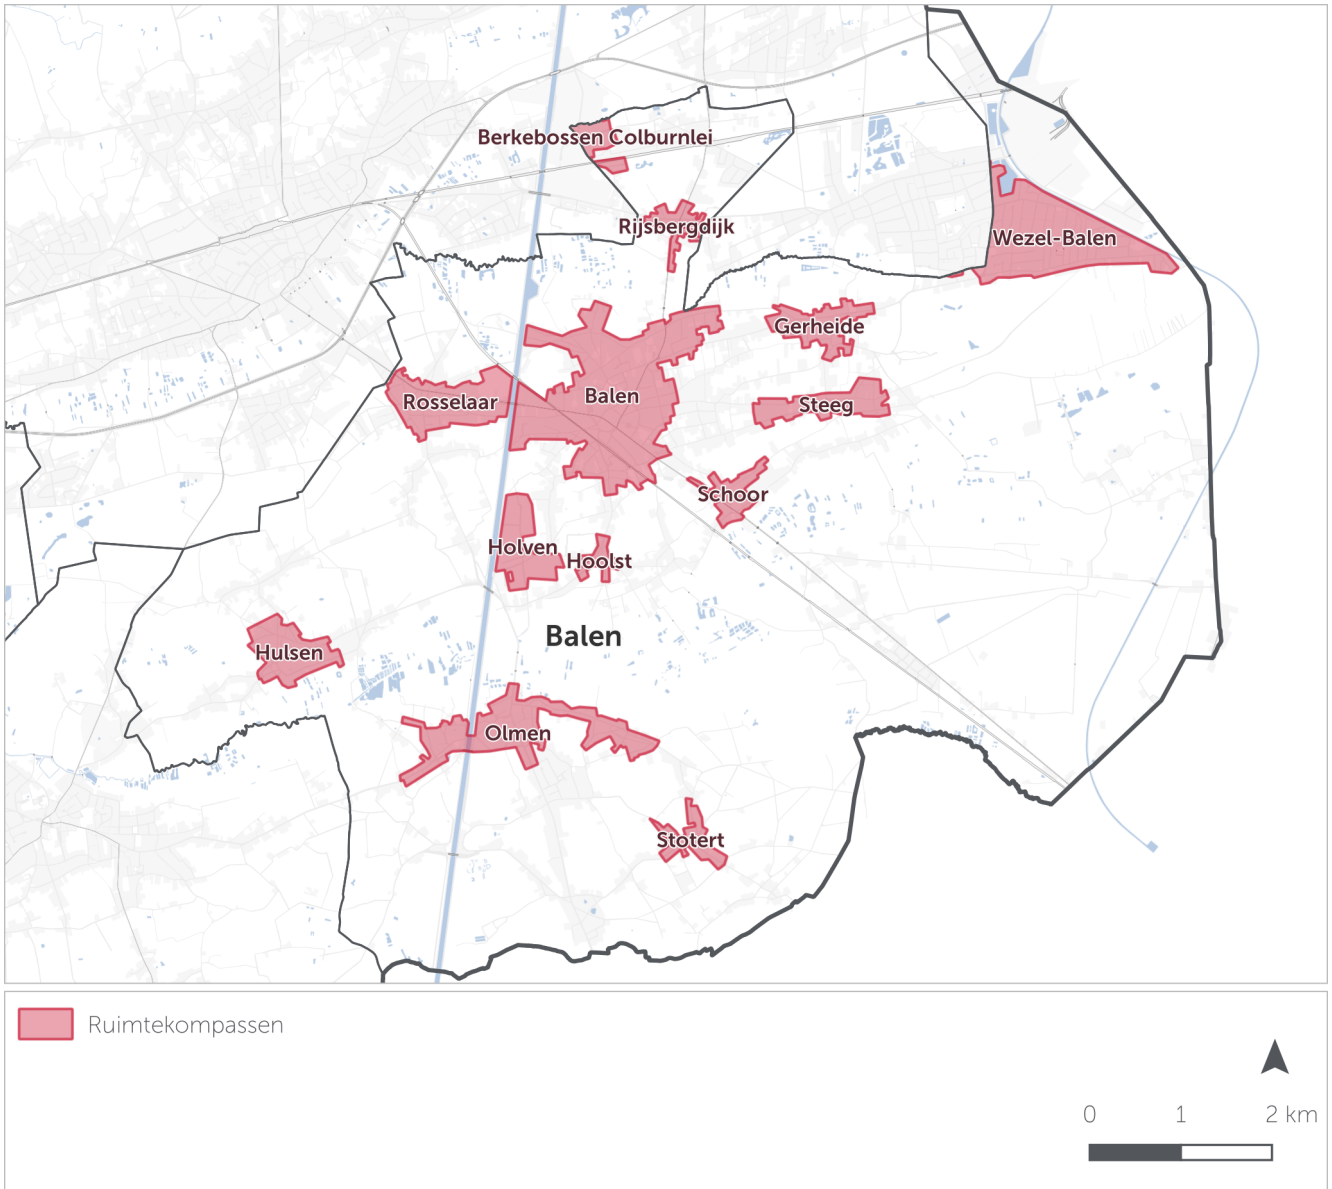 Berkebossen Colburnlei
Rijsbergdijk
Wezel-Balen
Gerheide
Balen
Rosselaar
Steeg
Schoor
Holven
Hoolst
Balen
Hulsen
Olmen
Stotert
Ruimtekompassen
0 1 2 km